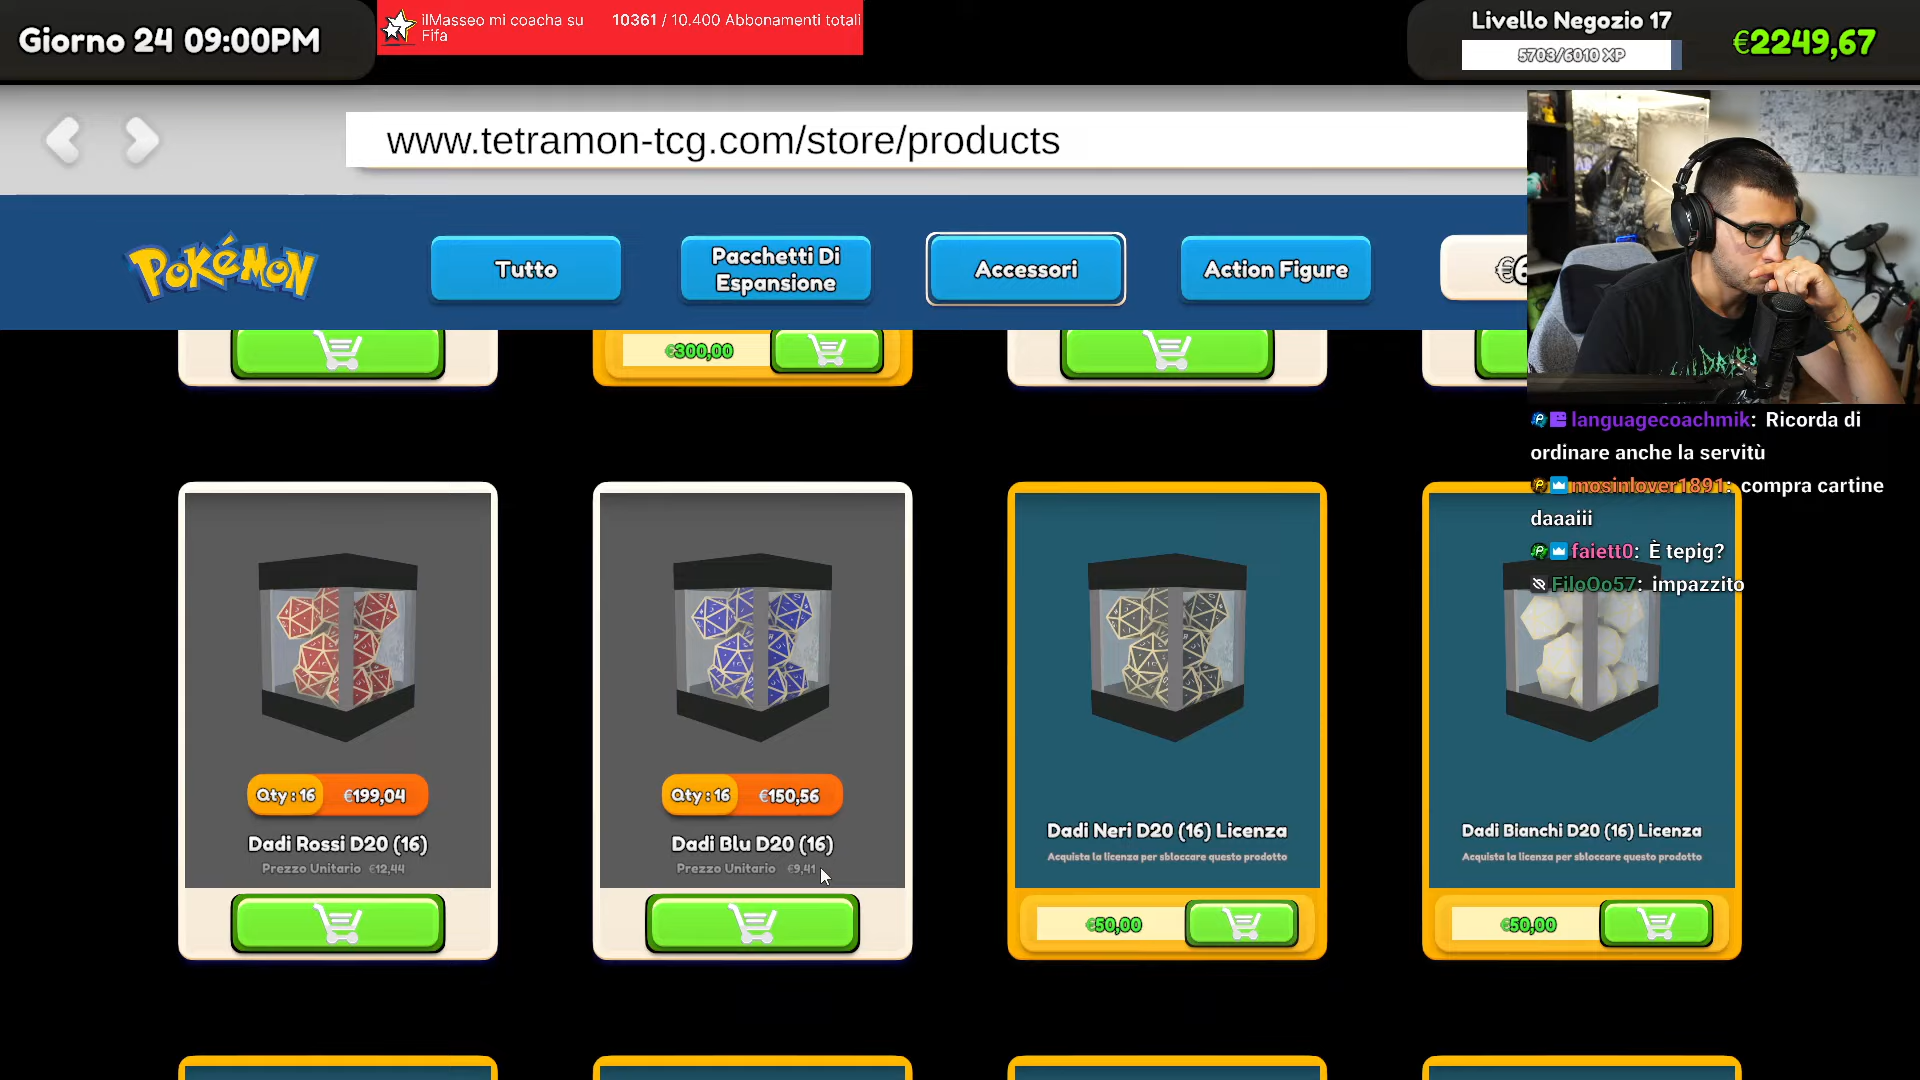 Giorno 24 09:00PM
ilMasseo mi coacha su Fifa
10361 / 10.400 Abbonamenti totali
Livello Negozio 17
5703/6010 XP
€2249,67
www.tetramon-tcg.com/store/products
POKéMON
Tutto
Pacchetti Di
Espansione
Accessori
Action Figure
€300,00
languagecoachmik: Ricorda di
ordinare anche la servitù
mosinlover1891: compra cartine
daaaiii
faiett0: È tepig?
FiloOo57: impazzito
Qty : 16 €199,04
Dadi Rossi D20 (16)
Prezzo Unitario €12,44
Qty : 16 €150,56
Dadi Blu D20 (16)
Prezzo Unitario €9,41
Dadi Neri D20 (16) Licenza
Acquista la licenza per sbloccare questo prodotto
€50,00
Dadi Bianchi D20 (16) Licenza
Acquista la licenza per sbloccare questo prodotto
€50,00